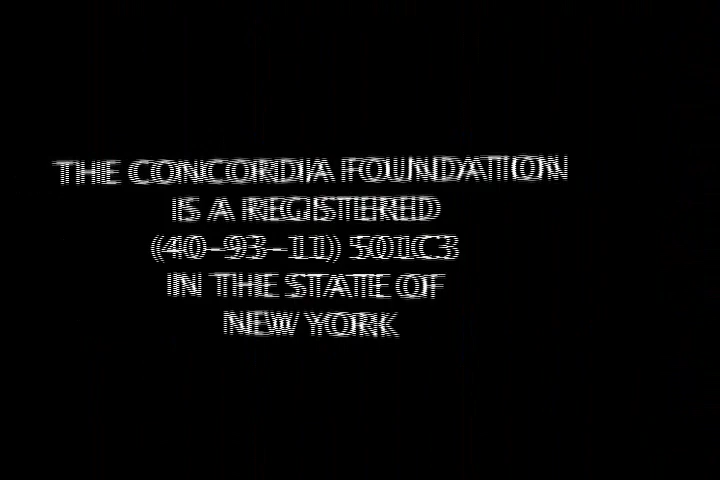 THE CONCORDIA FOUNDATION
IS A REGISTERED
(40-93-11) 501C3
IN THE STATE OF
NEW YORK